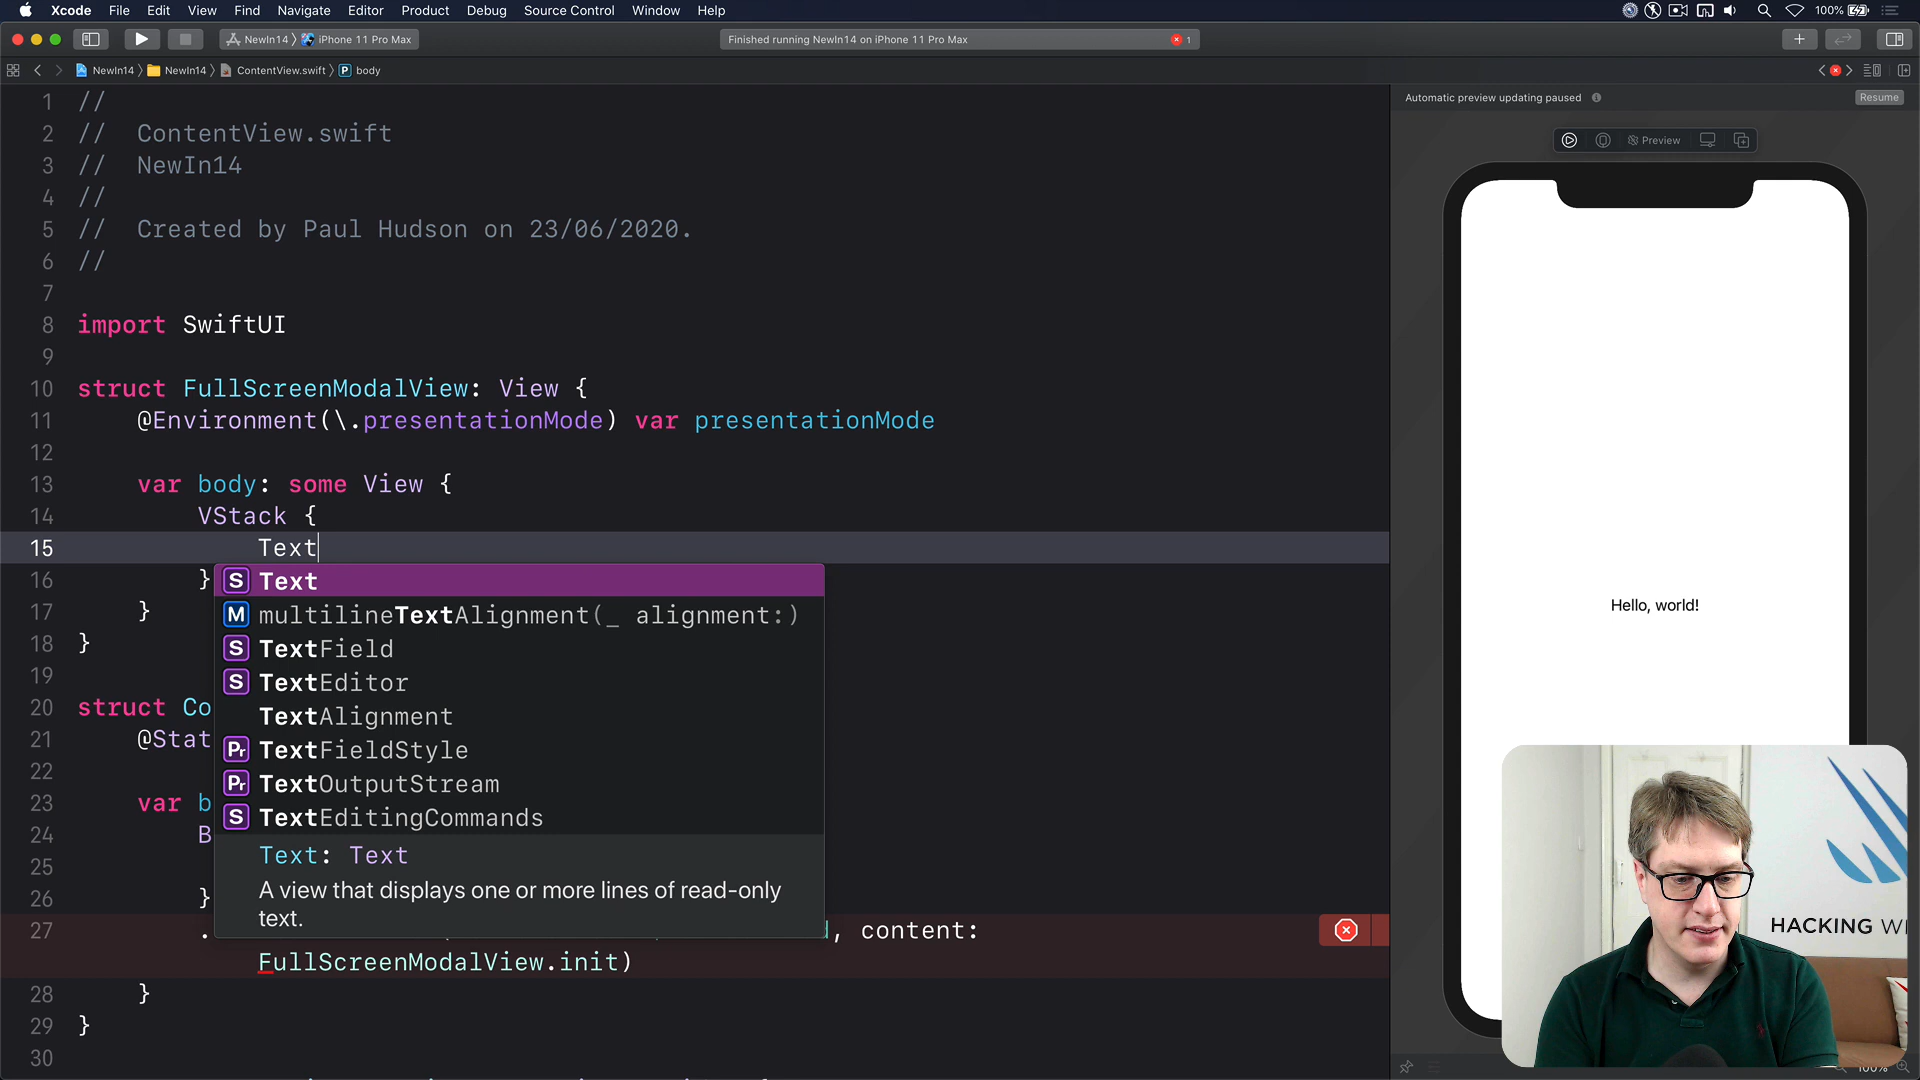 Xcode File Edit View Find Navigate Editor Product Debug Source Control Window Help 100%
NewIn14 iPhone 11 Pro Max Finished running NewIn14 on iPhone 11 Pro Max 1
NewIn14 NewIn14 ContentView.swift P body
Automatic preview updating paused Resume
Preview
1 //
2 // ContentView.swift
3 // NewIn14
4 //
5 // Created by Paul Hudson on 23/06/2020.
6 //
7
8 import SwiftUI
9
10 struct FullScreenModalView: View {
11 @Environment(\.presentationMode) var presentationMode
12
13 var body: some View {
14 VStack {
15 Text
16 }
17 }
18 }
19
20 struct Co
21 @Stat
22
23 var b
24 B
25
26 }
27 . , content:
FullScreenModalView.init)
28 }
29 }
30
S Text
M multilineTextAlignment(_ alignment:)
S TextField
S TextEditor
TextAlignment
Pr TextFieldStyle
Pr TextOutputStream
S TextEditingCommands
Text: Text
A view that displays one or more lines of read-only
text.
Hello, world!
HACKING WI
100%